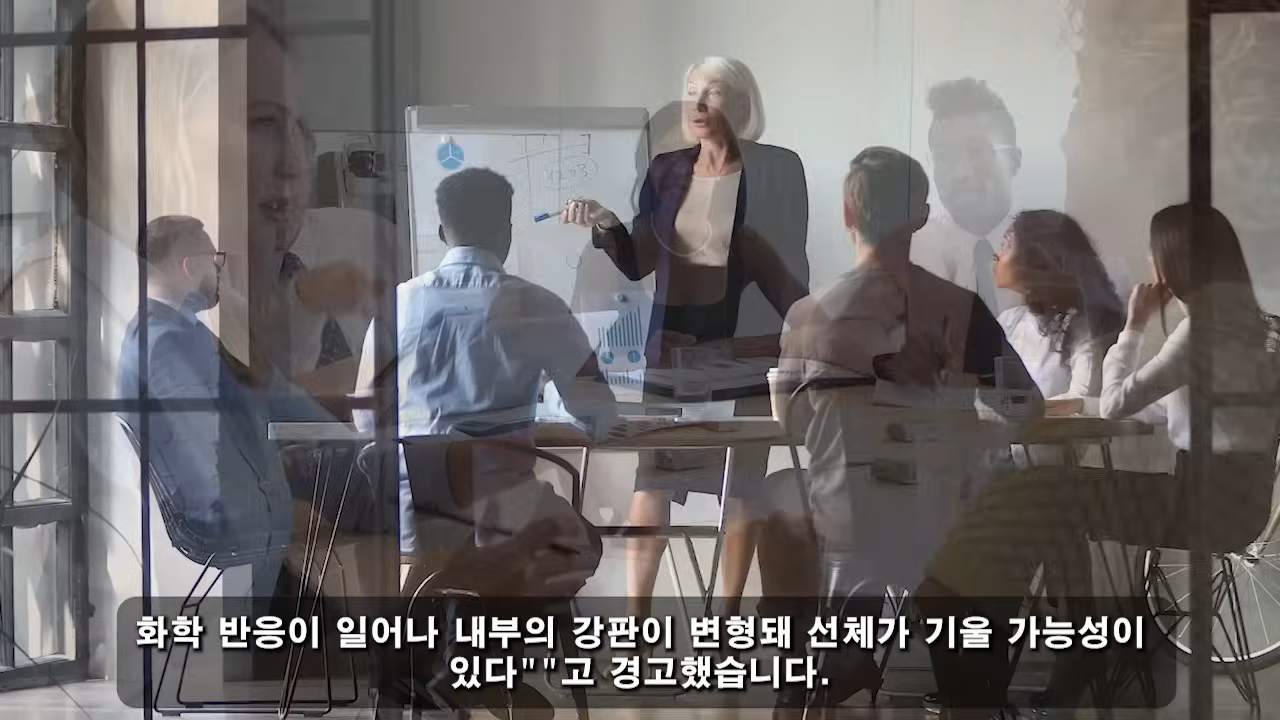 화학 반응이 일어나 내부의 강판이 변형돼 선체가 기울 가능성이
있다""고 경고했습니다.